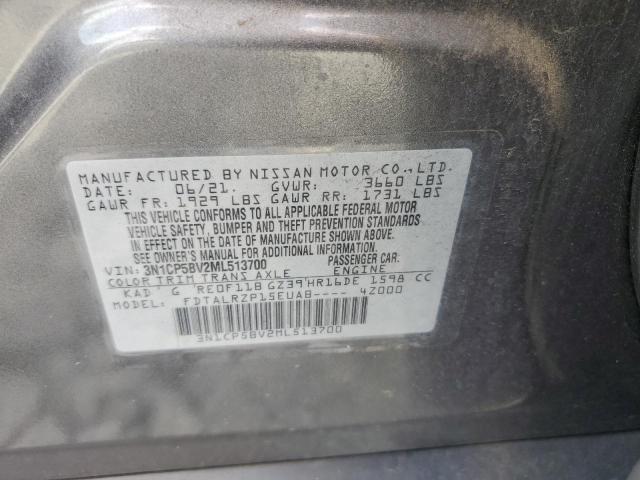 MANUFACTURED BY NISSAN MOTOR CO., LTD.
DATE: 06/21. GVWR: 3660 LBS
GAWR FR: 1929 LBS GAWR RR: 1731 LBS
THIS VEHICLE CONFORMS TO ALL APPLICABLE FEDERAL MOTOR
VEHICLE SAFETY, BUMPER AND THEFT PREVENTION STANDARDS
IN EFFECT ON THE DATE OF MANUFACTURE SHOWN ABOVE.
SEE OWNER'S MANUAL FOR ADDITIONAL INFORMATION.
VIN: 3N1CP5BV2ML513700 PASSENGER CAR:
COLOR TRIM TRANS AXLE ENGINE
KAD G RE0F11B GZ39 HR16DE 1598 CC
FDTALRZP15EUAB---- 4Z000
3N1CP5BV2ML513700